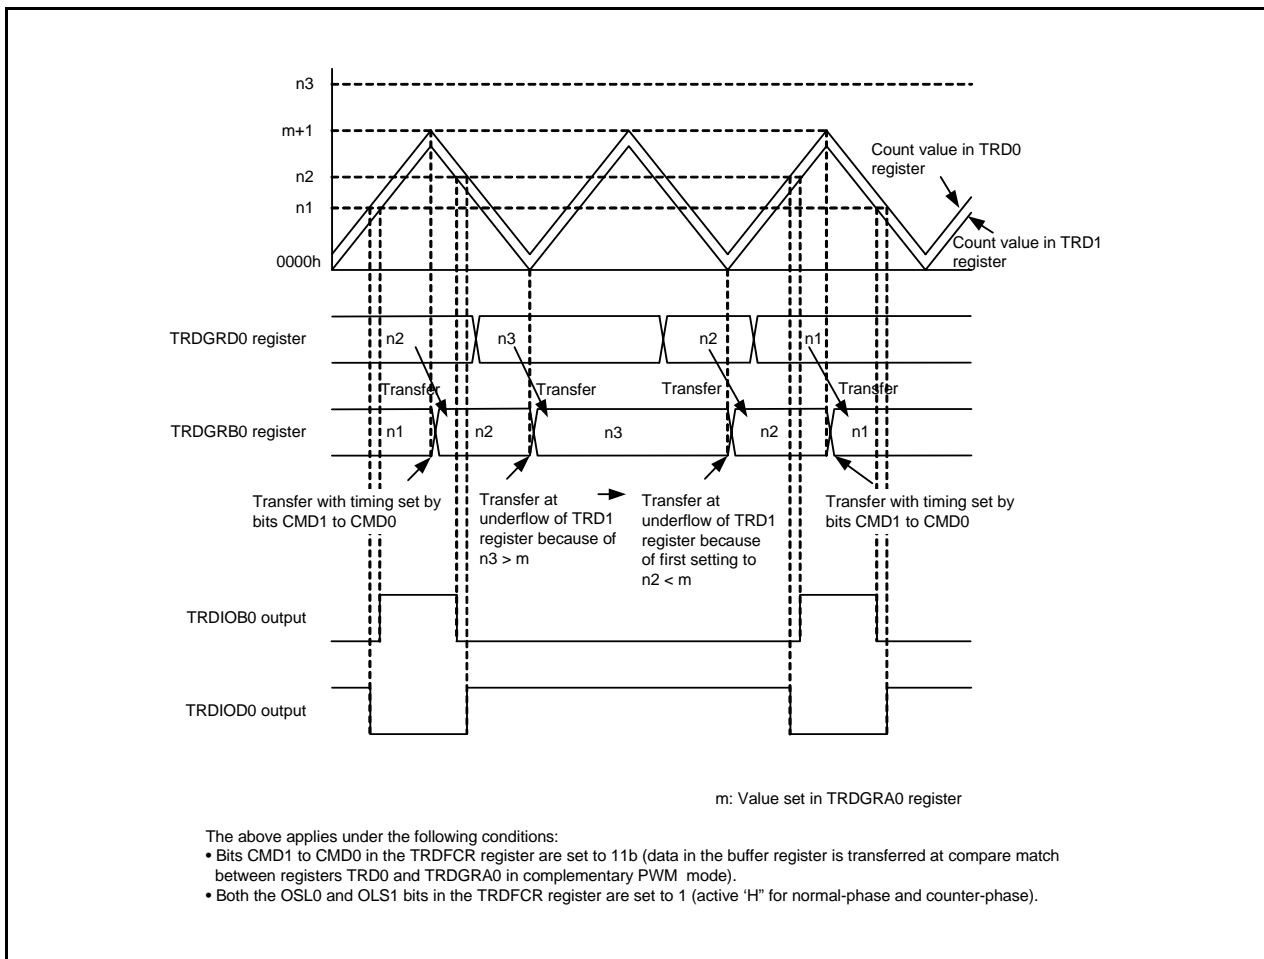 n3
m+1
n2
n1
0000h
Count value in TRD0
register
Count value in TRD1
register
TRDGRD0 register
n2
n3
n2
n1
Transfer
Transfer
Transfer
Transfer
TRDGRB0 register
n1
n2
n3
n2
n1
Transfer with timing set by
bits CMD1 to CMD0
Transfer at
underflow of TRD1
register because of
n3 > m
Transfer at
underflow of TRD1
register because
of first setting to
n2 < m
Transfer with timing set by
bits CMD1 to CMD0
TRDIOB0 output
TRDIOD0 output
m: Value set in TRDGRA0 register
The above applies under the following conditions:
• Bits CMD1 to CMD0 in the TRDFCR register are set to 11b (data in the buffer register is transferred at compare match
between registers TRD0 and TRDGRA0 in complementary PWM mode).
• Both the OSL0 and OLS1 bits in the TRDFCR register are set to 1 (active ‘H” for normal-phase and counter-phase).